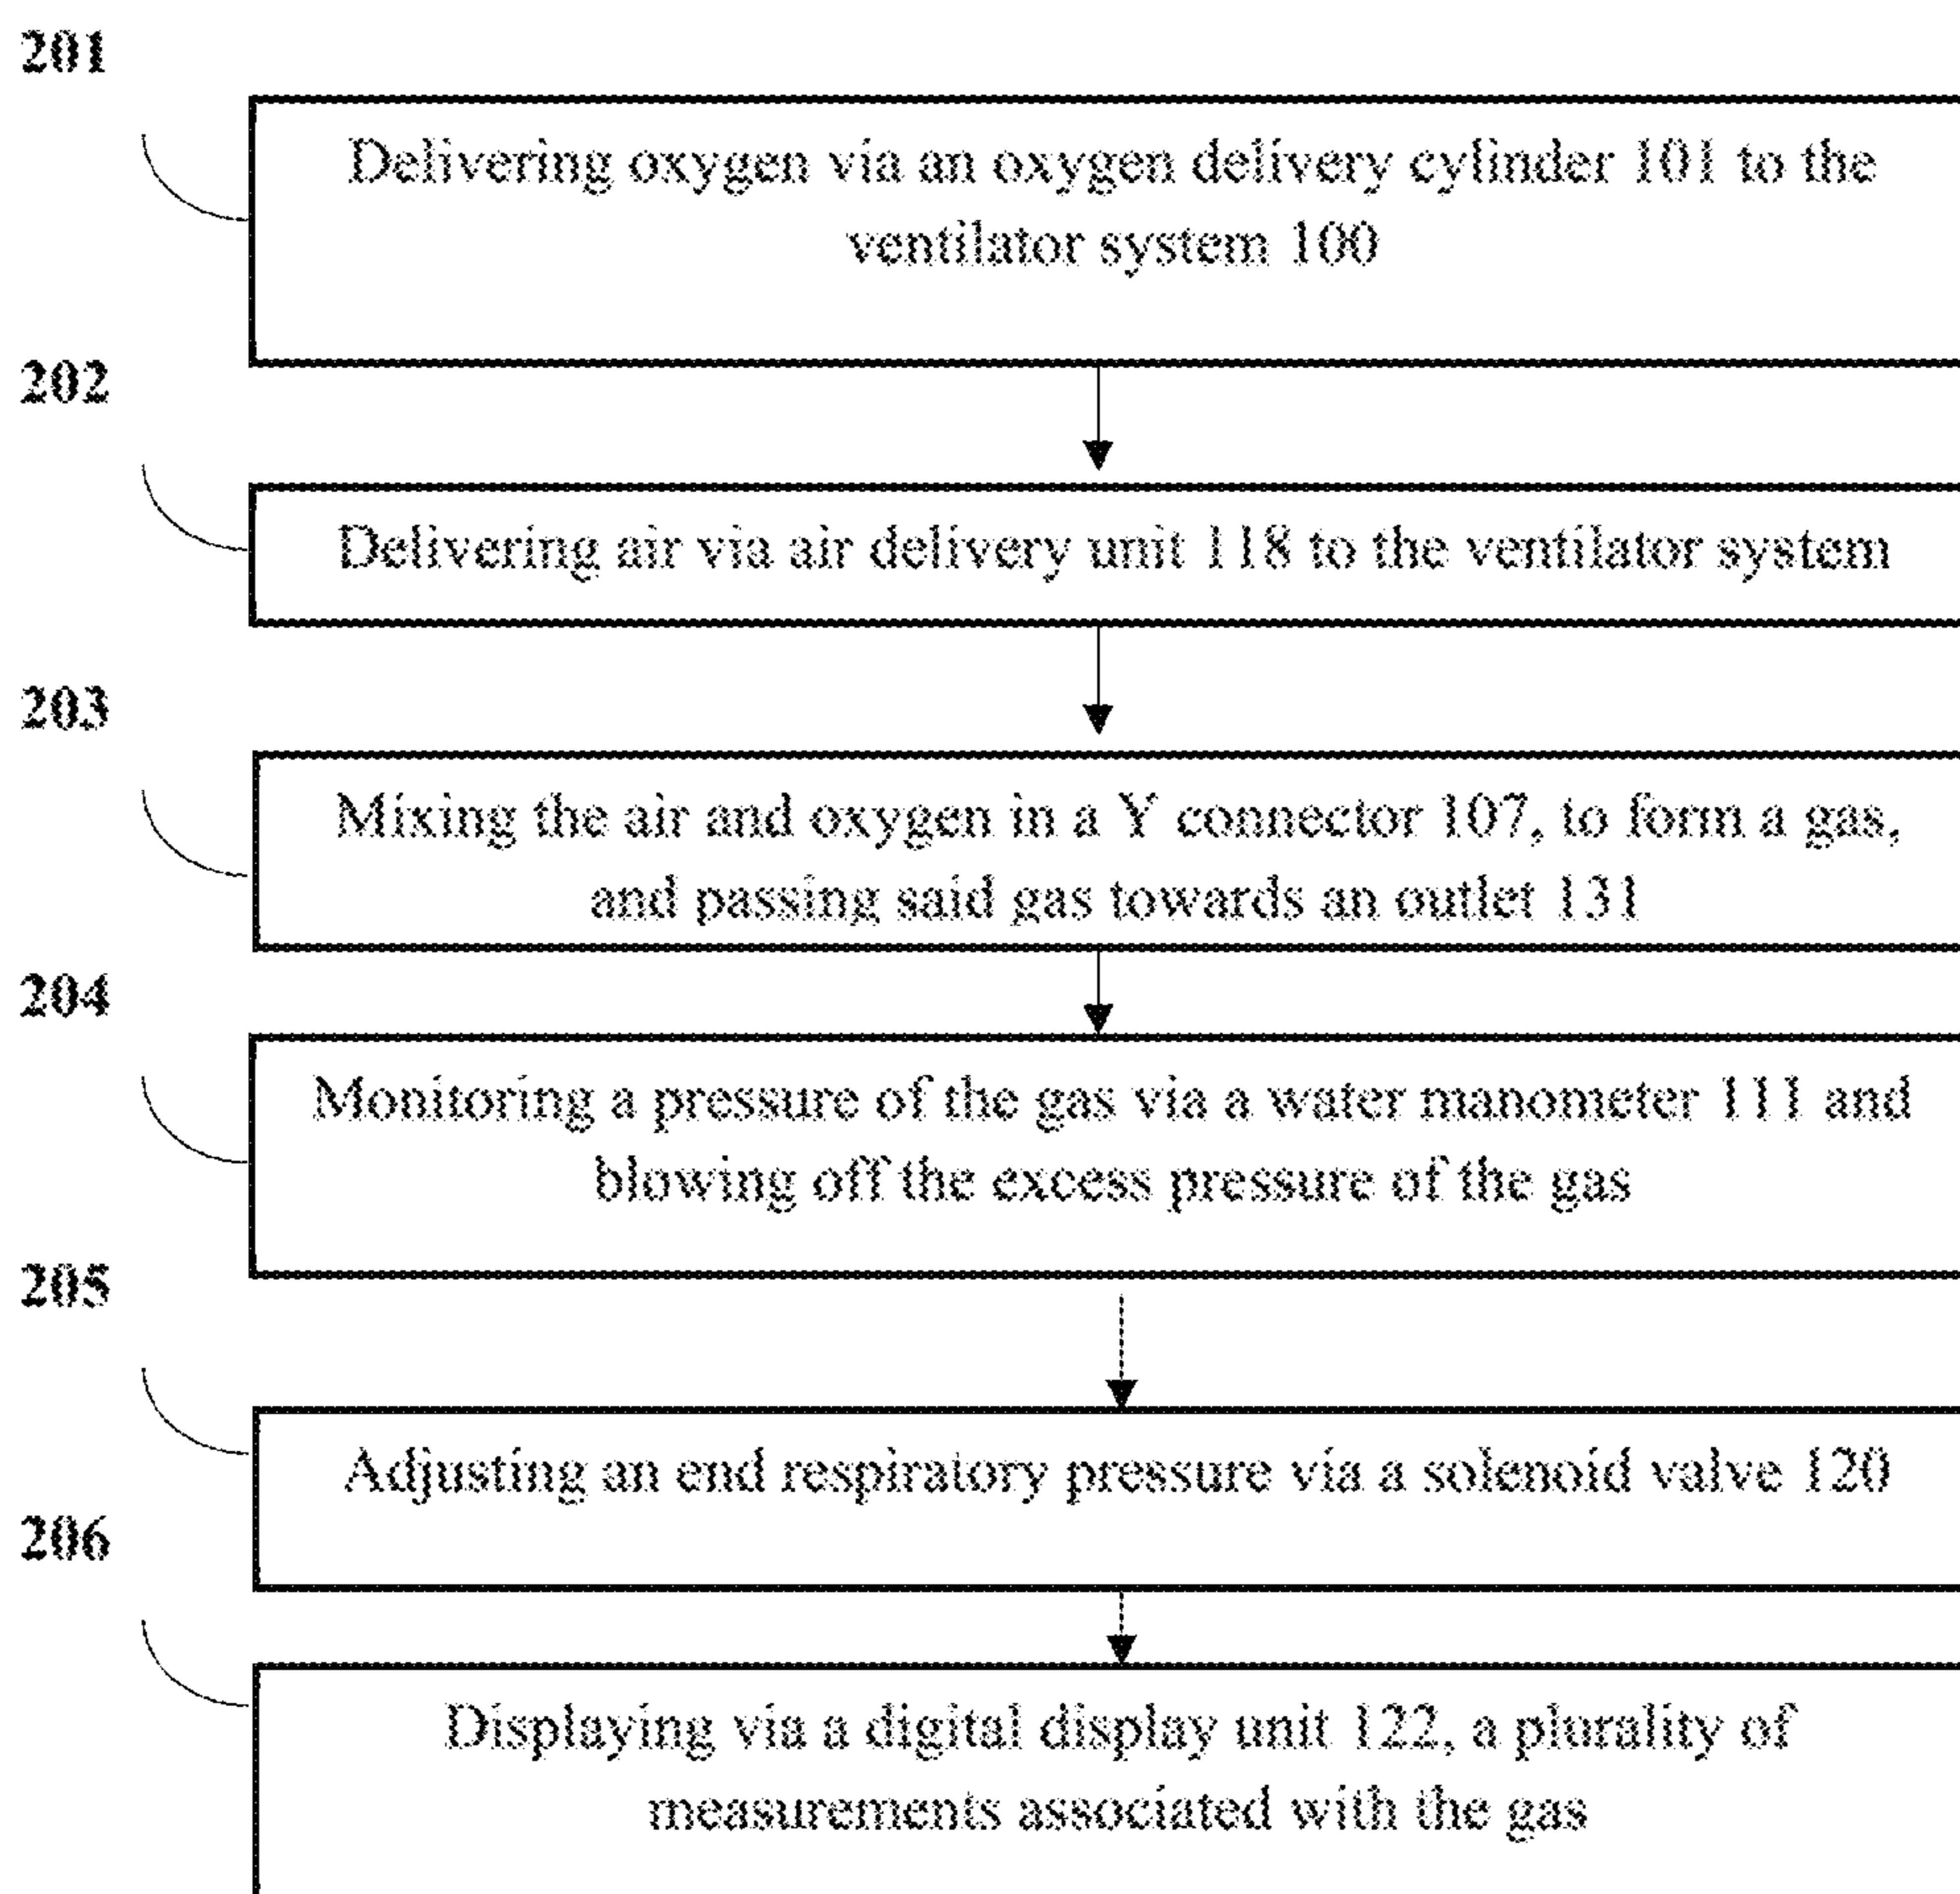 201
Delivering oxygen via an oxygen delivery cylinder 101 to the
ventilator system 100
202
Delivering air via air delivery unit 118 to the ventilator system
203
Mixing the air and oxygen in a Y connector 107, to form a gas,
and passing said gas towards an outlet 131
204
Monitoring a pressure of the gas via a water manometer 111 and
blowing off the excess pressure of the gas
205
Adjusting an end respiratory pressure via a solenoid valve 120
206
Displaying via a digital display unit 122, a plurality of
measurements associated with the gas